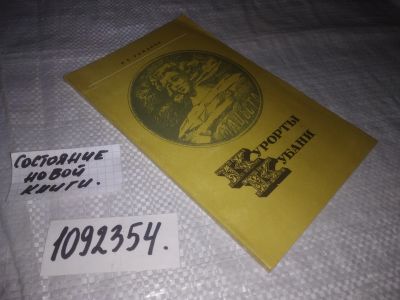 КУРОРТЫ
КУБАНИ
СОСТОЯНИЕ
НОВОЙ
КНИГИ.
1092354.